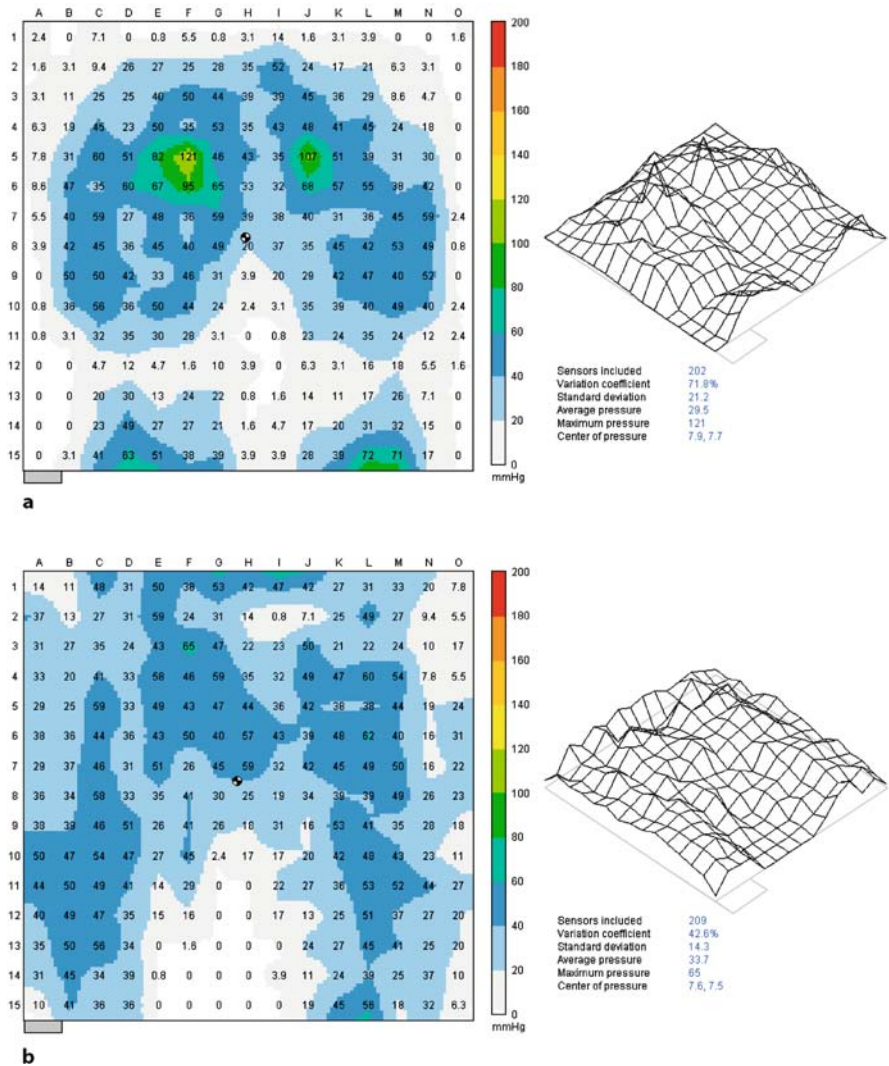 A B C D E F G H I J K L M N O
1 2.4 0 7.1 0 0.8 5.5 0.8 3.1 14 1.6 3.1 3.9 0 0 1.6
2 1.6 3.1 9.4 26 27 25 28 35 52 24 17 21 6.3 3.1 0
3 3.1 11 25 25 40 50 44 39 39 45 36 29 8.6 4.7 0
4 6.3 19 45 23 50 35 53 35 43 48 41 45 24 18 0
5 7.8 31 60 51 82 121 46 43 35 107 51 39 31 30 0
6 8.6 47 35 60 67 95 65 33 32 68 57 55 38 42 0
7 5.5 40 59 27 48 36 59 39 38 40 31 36 45 59 2.4
8 3.9 42 45 36 45 40 49 20 37 35 45 42 53 49 0.8
9 0 50 50 42 33 46 31 3.9 20 29 42 47 40 52 0
10 0.8 36 56 36 50 44 24 2.4 3.1 35 39 40 49 40 2.4
11 0.8 3.1 32 35 30 28 3.1 0 0.8 23 24 35 24 12 2.4
12 0 0 4.7 12 4.7 1.6 10 3.9 0 6.3 3.1 16 18 5.5 1.6
13 0 0 20 30 13 24 22 0.8 1.6 14 11 17 26 7.1 0
14 0 0 23 49 27 27 21 1.6 4.7 17 20 31 32 15 0
15 0 3.1 41 63 51 38 39 3.9 3.9 28 39 72 71 17 0
200
180
160
140
120
100
80
60
40
20
0
mmHg
Sensors included 202
Variation coefficient 71.8%
Standard deviation 21.2
Average pressure 29.5
Maximum pressure 121
Center of pressure 7.9, 7.7
a
A B C D E F G H I J K L M N O
1 14 11 48 31 50 38 53 42 47 42 27 31 33 20 7.8
2 37 13 27 31 59 24 31 14 0.8 7.1 25 49 27 9.4 5.5
3 31 27 35 24 43 65 47 22 23 50 21 22 24 10 17
4 33 20 41 33 58 46 59 35 32 49 47 60 54 7.8 5.5
5 29 25 59 33 49 43 47 44 36 42 38 38 44 19 24
6 38 36 44 36 43 50 40 57 43 39 48 62 40 16 31
7 29 37 46 31 51 26 45 59 32 42 45 49 50 16 22
8 36 34 58 33 35 41 30 25 19 34 39 39 49 26 23
9 38 39 46 51 26 41 26 18 31 16 53 41 35 28 18
10 50 47 54 47 27 45 2.4 17 17 20 42 48 43 23 11
11 44 50 49 41 14 29 0 0 22 27 36 53 52 44 27
12 40 49 47 35 15 16 0 0 17 13 25 51 37 27 20
13 35 50 56 34 0 1.6 0 0 0 24 27 45 41 25 20
14 31 45 34 39 0.8 0 0 0 3.9 11 24 39 25 37 10
15 10 41 36 36 0 0 0 0 0 19 45 56 18 32 6.3
200
180
160
140
120
100
80
60
40
20
0
mmHg
Sensors included 209
Variation coefficient 42.6%
Standard deviation 14.3
Average pressure 33.7
Maximum pressure 65
Center of pressure 7.6, 7.5
b